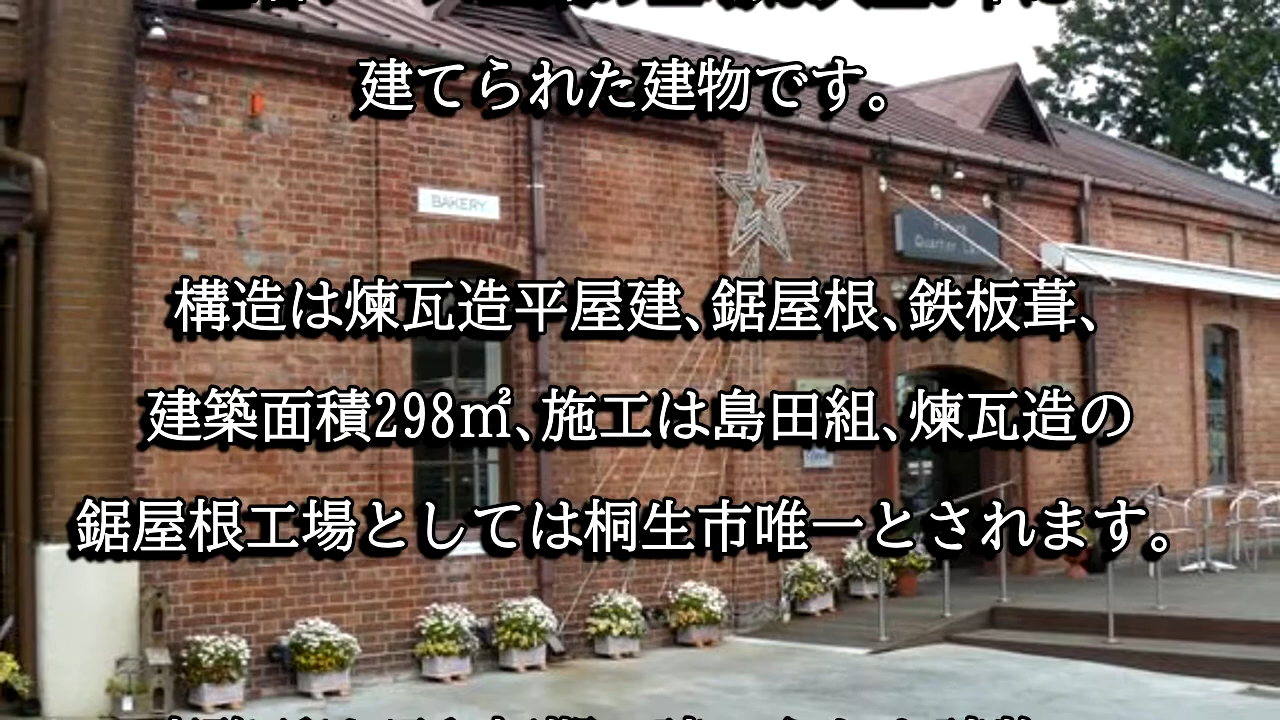 建てられた建物です。
BAKERY
構造は煉瓦造平屋建、鋸屋根、鉄板葺、
建築面積298㎡、施工は島田組、煉瓦造の
鋸屋根工場としては桐生市唯一とされます。